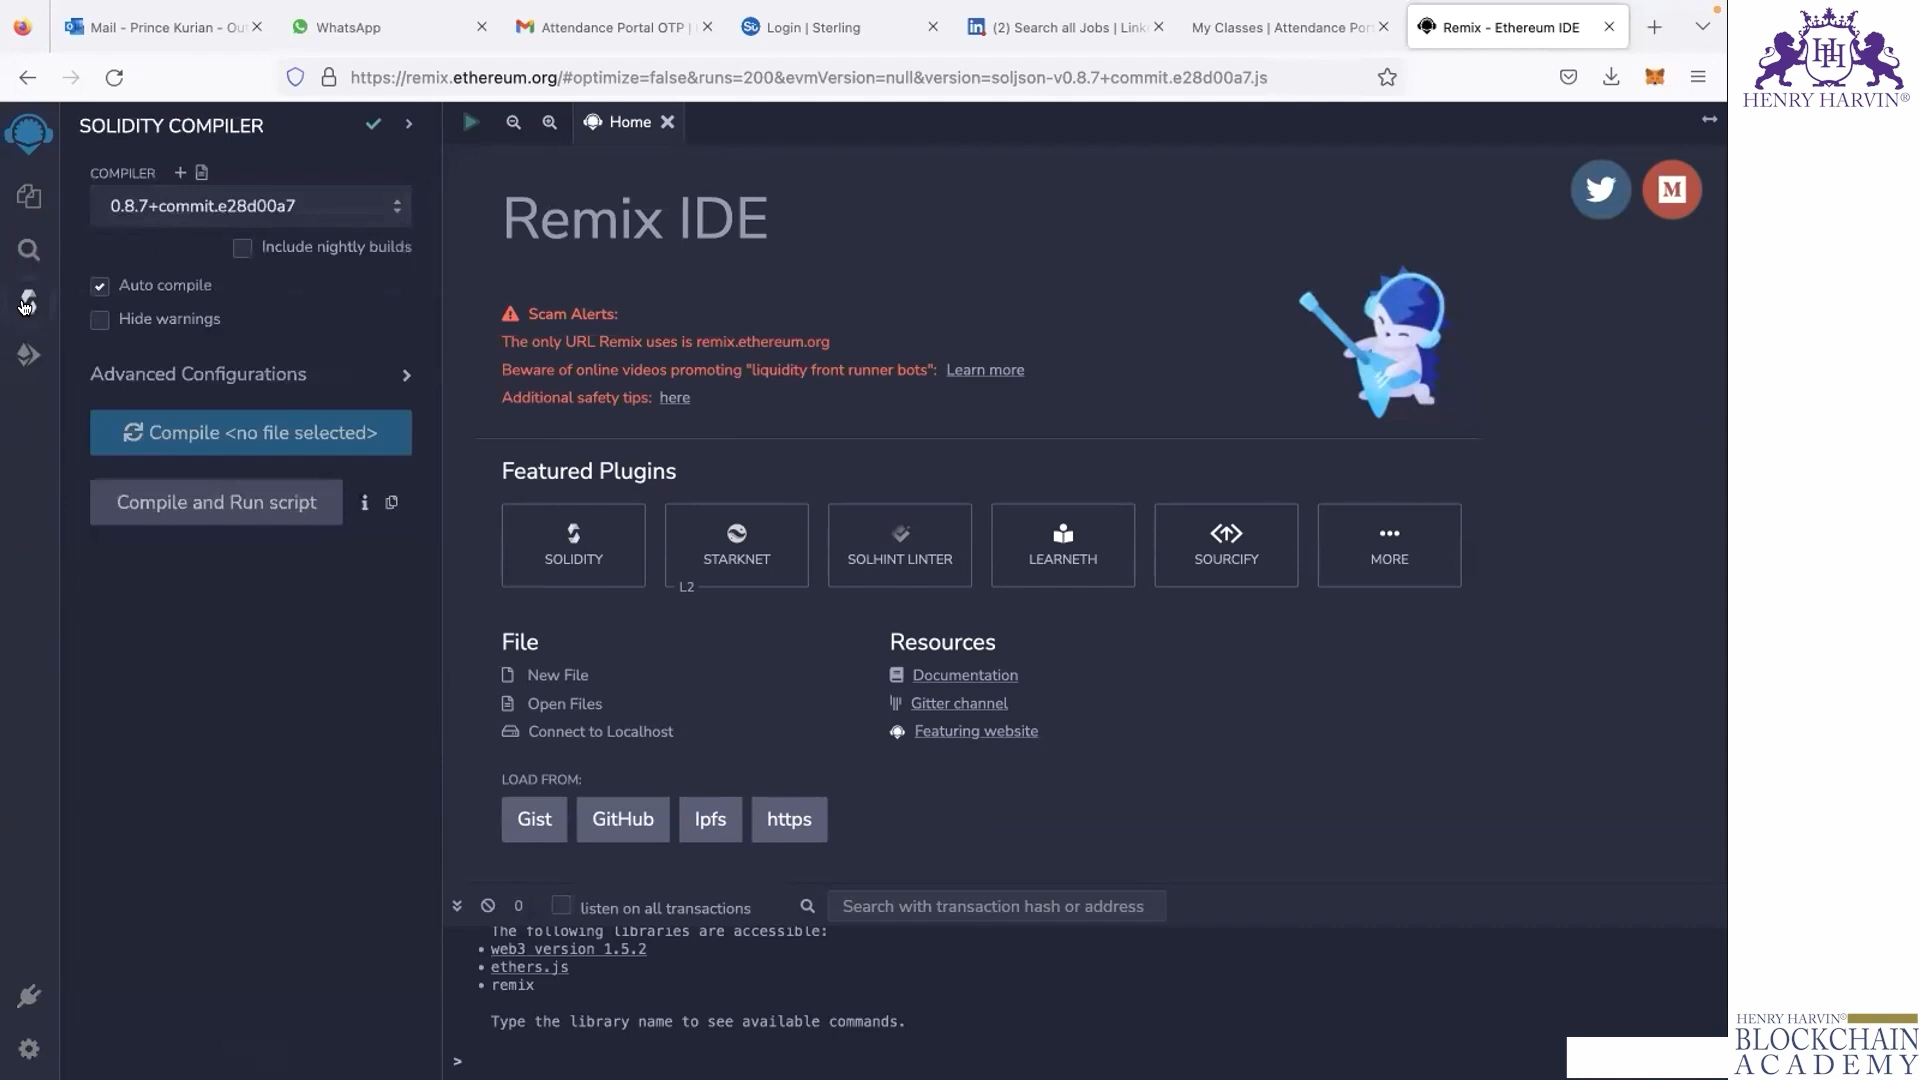 Mail - Prince Kurian - Ou
WhatsApp
Attendance Portal OTP |
Login | Sterling
(2) Search all Jobs | Link
My Classes | Attendance Por
Remix - Ethereum IDE
https://remix.ethereum.org/#optimize=false&runs=200&evmVersion=null&version=soljson-v0.8.7+commit.e28d00a7.js
HENRY HARVIN®
SOLIDITY COMPILER
Home
COMPILER
0.8.7+commit.e28d00a7
Include nightly builds
Auto compile
Hide warnings
Advanced Configurations
Compile <no file selected>
Compile and Run script
Remix IDE
Scam Alerts:
The only URL Remix uses is remix.ethereum.org
Beware of online videos promoting "liquidity front runner bots": Learn more
Additional safety tips: here
Featured Plugins
SOLIDITY
STARKNET
L2
SOLHINT LINTER
LEARNETH
SOURCIFY
MORE
File
New File
Open Files
Connect to Localhost
Resources
Documentation
Gitter channel
Featuring website
LOAD FROM:
Gist
GitHub
Ipfs
https
0
listen on all transactions
Search with transaction hash or address
The following libraries are accessible:
• web3 version 1.5.2
• ethers.js
• remix
Type the library name to see available commands.
>
HENRY HARVIN®
BLOCKCHAIN
ACADEMY